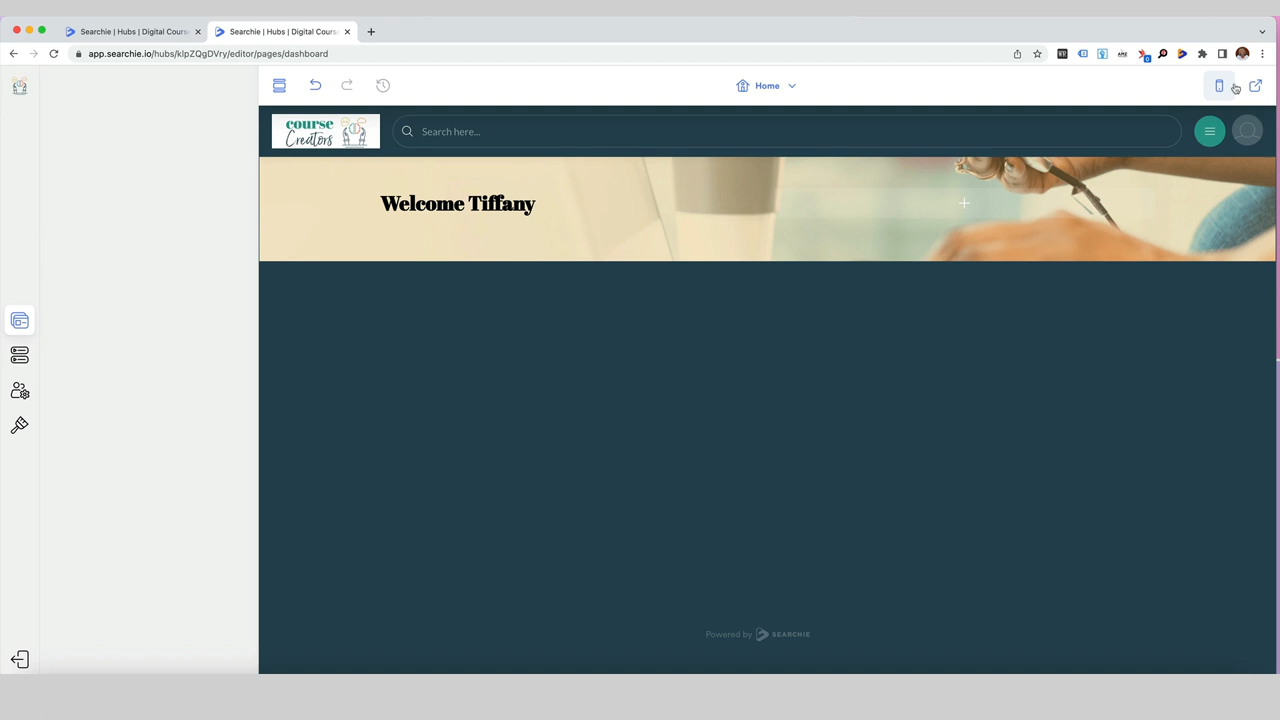 Searchie | Hubs | Digital Cours
Searchie | Hubs | Digital Cours
app.searchie.io/hubs/klpZQgDVry/editor/pages/dashboard
Home
course
Creators
Search here...
Welcome Tiffany
Powered by SEARCHIE